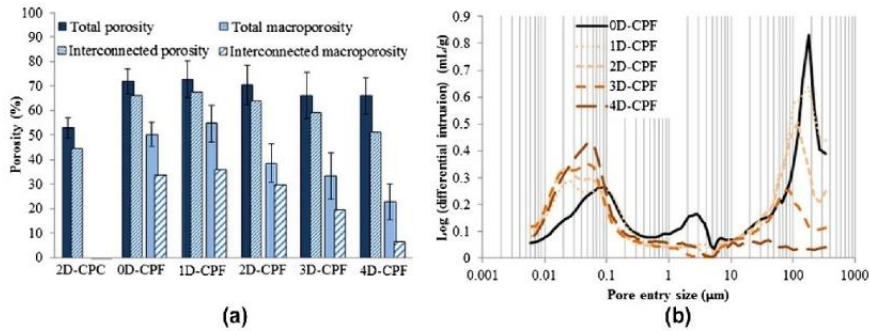 (a)
Total porosity
Total macroporosity
Interconnected porosity
Interconnected macroporosity
Porosity (%)
100
90
80
70
60
50
40
30
20
10
0
2D-CPC 0D-CPF 1D-CPF 2D-CPF 3D-CPF 4D-CPF
(a)
Log (differential intrusion) (mL/g)
0.9
0.8
0.7
0.6
0.5
0.4
0.3
0.2
0.1
0
0D-CPF
1D-CPF
2D-CPF
3D-CPF
4D-CPF
0.001 0.01 0.1 1 10 100 1000
Pore entry size (µm)
(b)